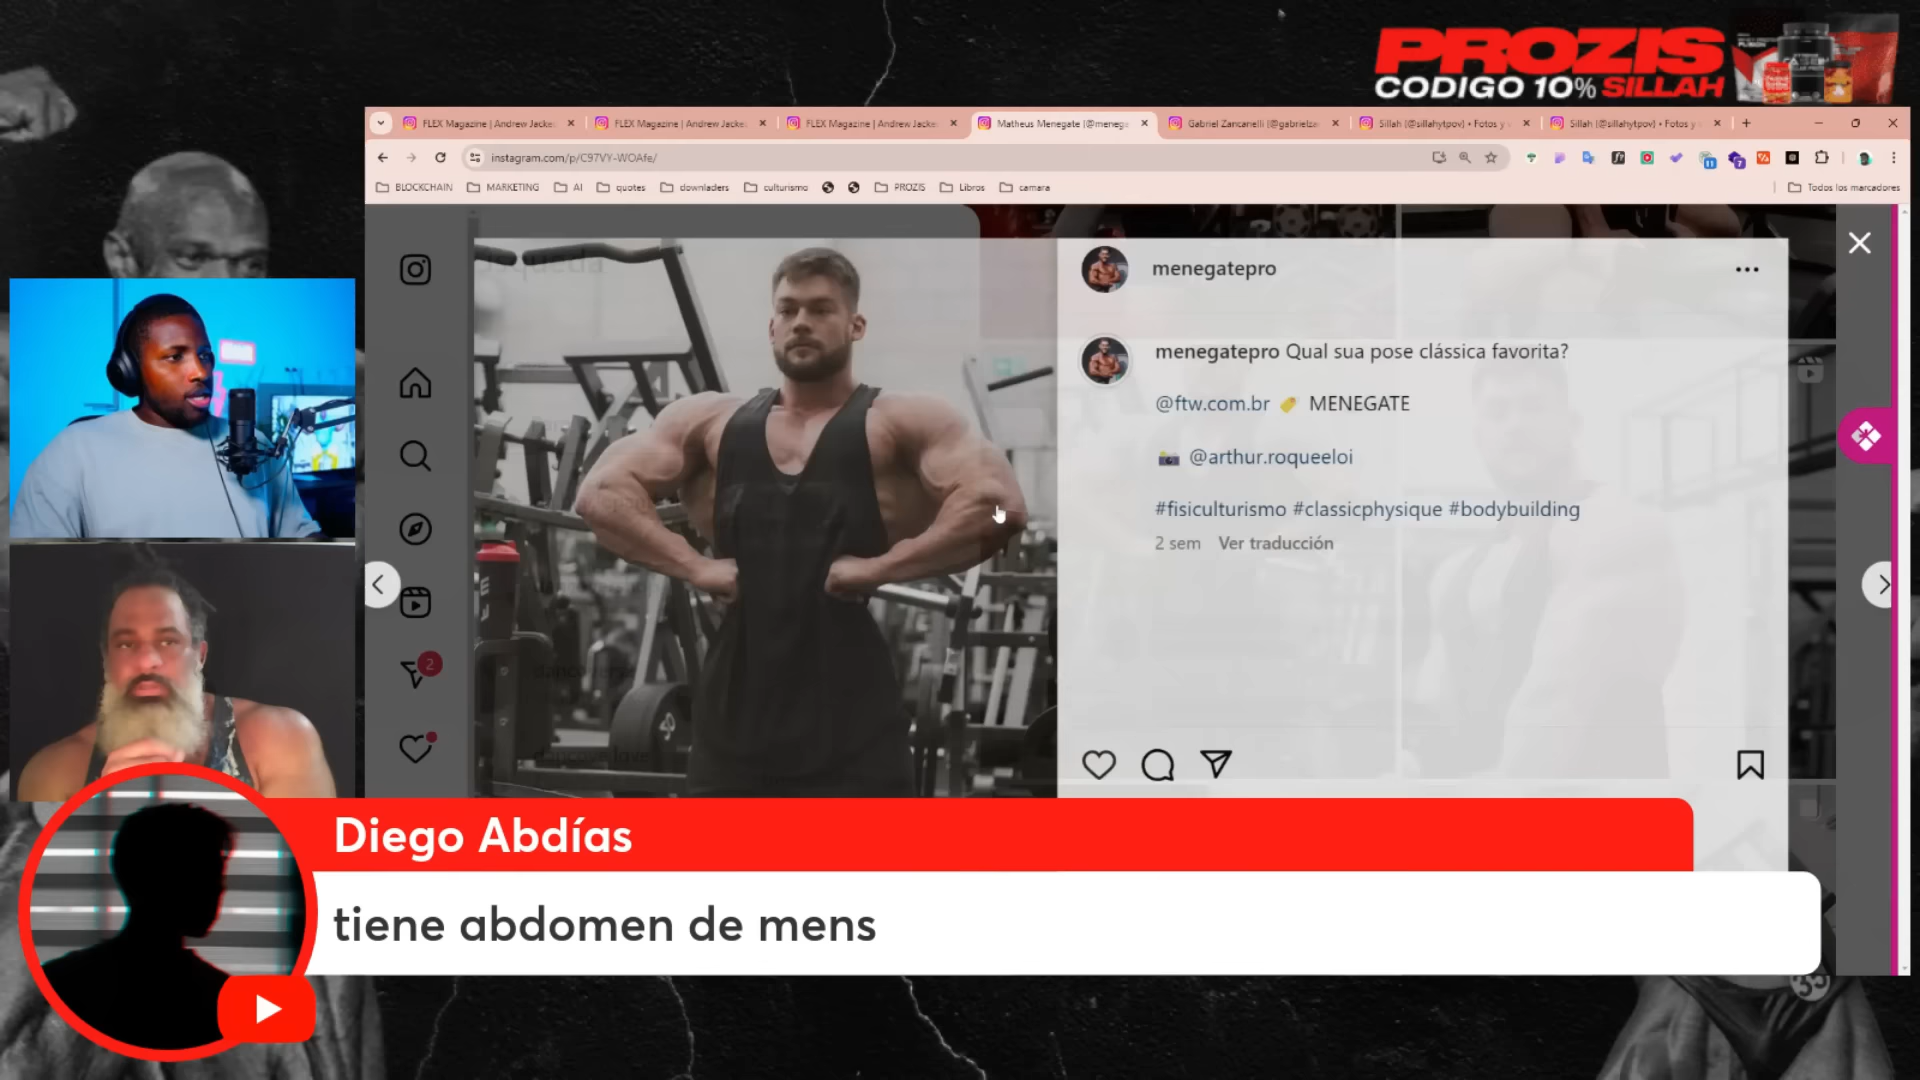 PROZIS
CODIGO 10% SILLAH
FLEX Magazine | Andrew Jacke
FLEX Magazine | Andrew Jacke
FLEX Magazine | Andrew Jacke
Matheus Menegate (@meneg
Gabriel Zancanelli (@gabrielza
Sillah (@sillahytpov) • Fotos y
Sillah (@sillahytpov) • Fotos y
instagram.com/p/C97VY-WOAfe/
BLOCKCHAIN
MARKETING
AI
quotes
downladers
culturismo
PROZIS
Libros
camara
Todos los marcadores
menegatepro
menegatepro Qual sua pose clássica favorita?
@ftw.com.br MENEGATE
@arthur.roqueeloi
#fisiculturismo #classicphysique #bodybuilding
2 sem Ver traducción
2
Diego Abdías
tiene abdomen de mens